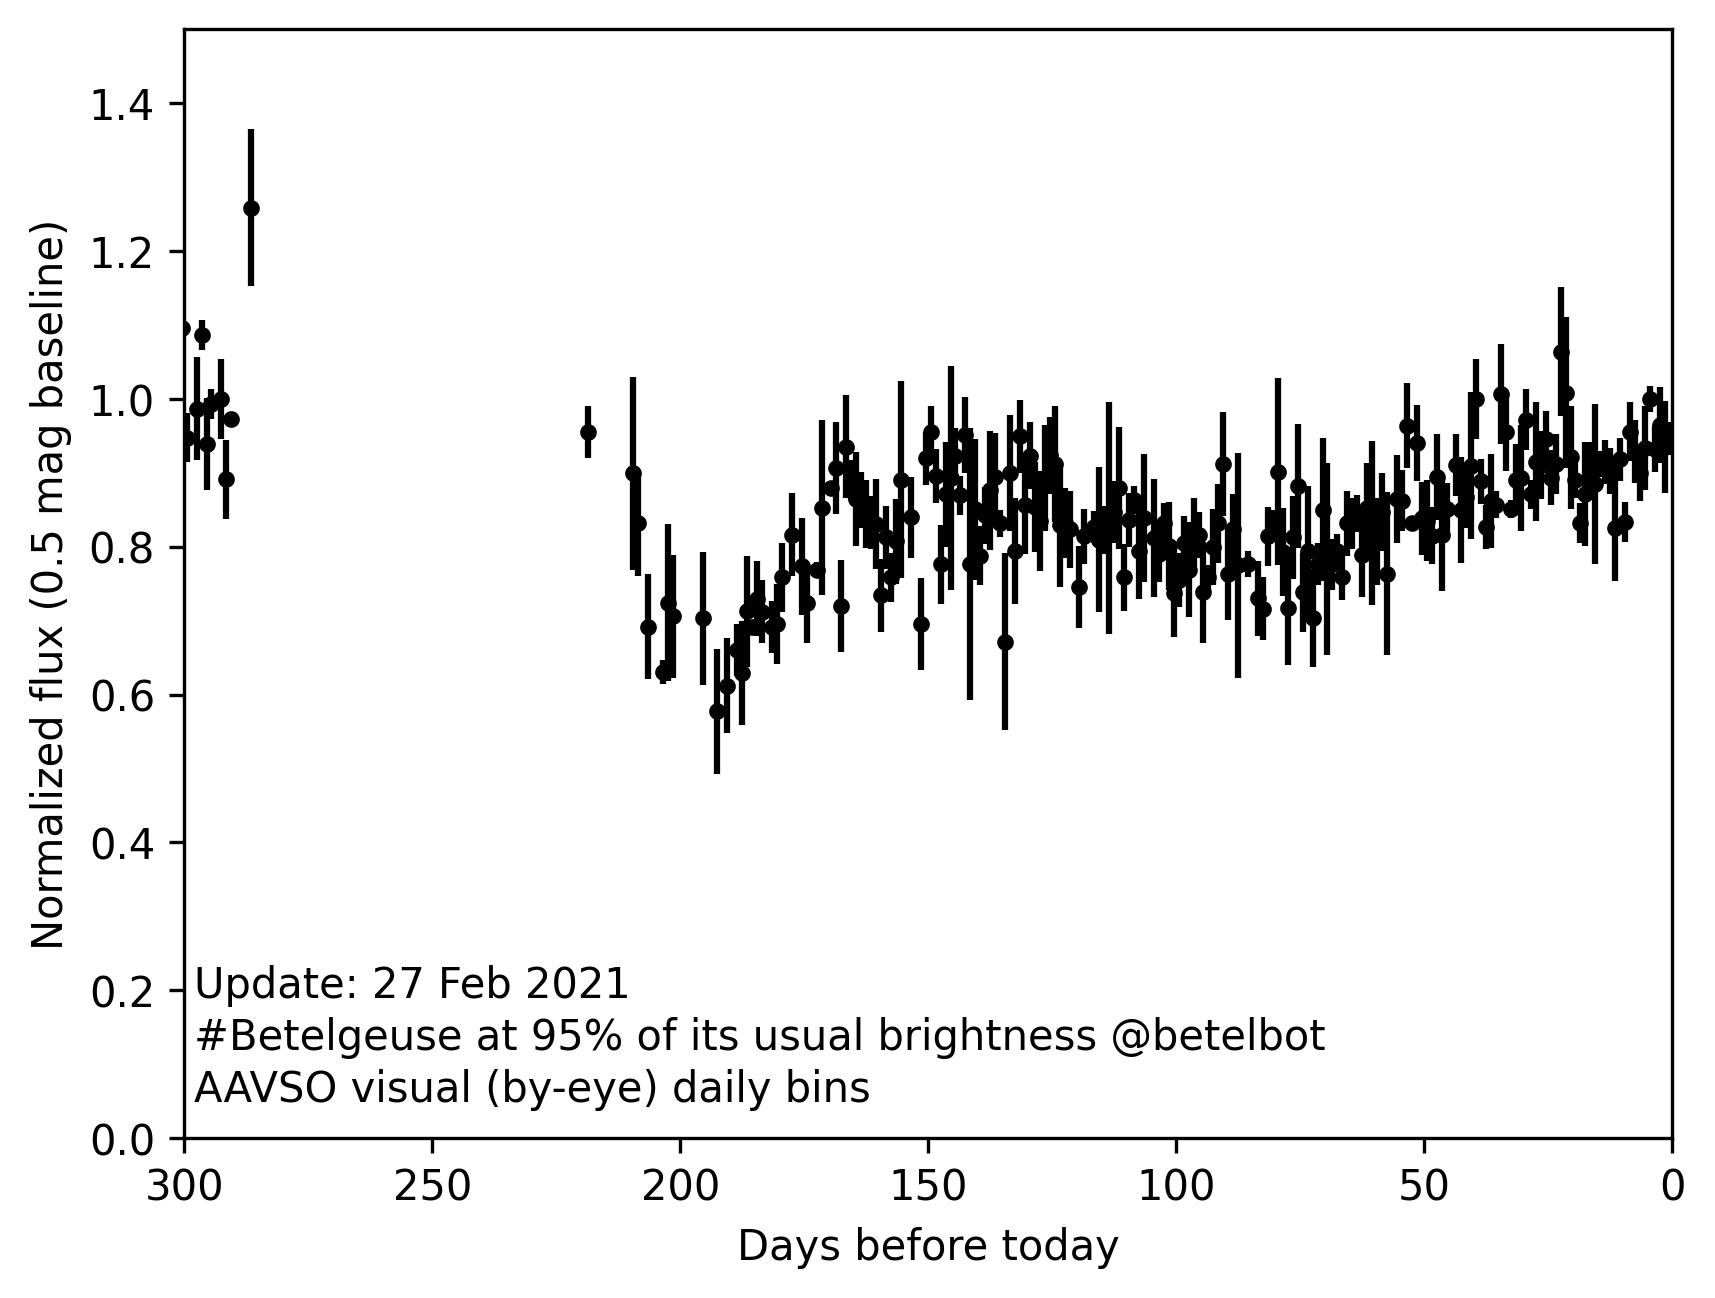 1.4
1.2
1.0
0.8
0.6
0.4
0.2
0.0
Normalized flux (0.5 mag baseline)
Update: 27 Feb 2021
#Betelgeuse at 95% of its usual brightness @betelbot
AAVSO visual (by-eye) daily bins
300 250 200 150 100 50 0
Days before today